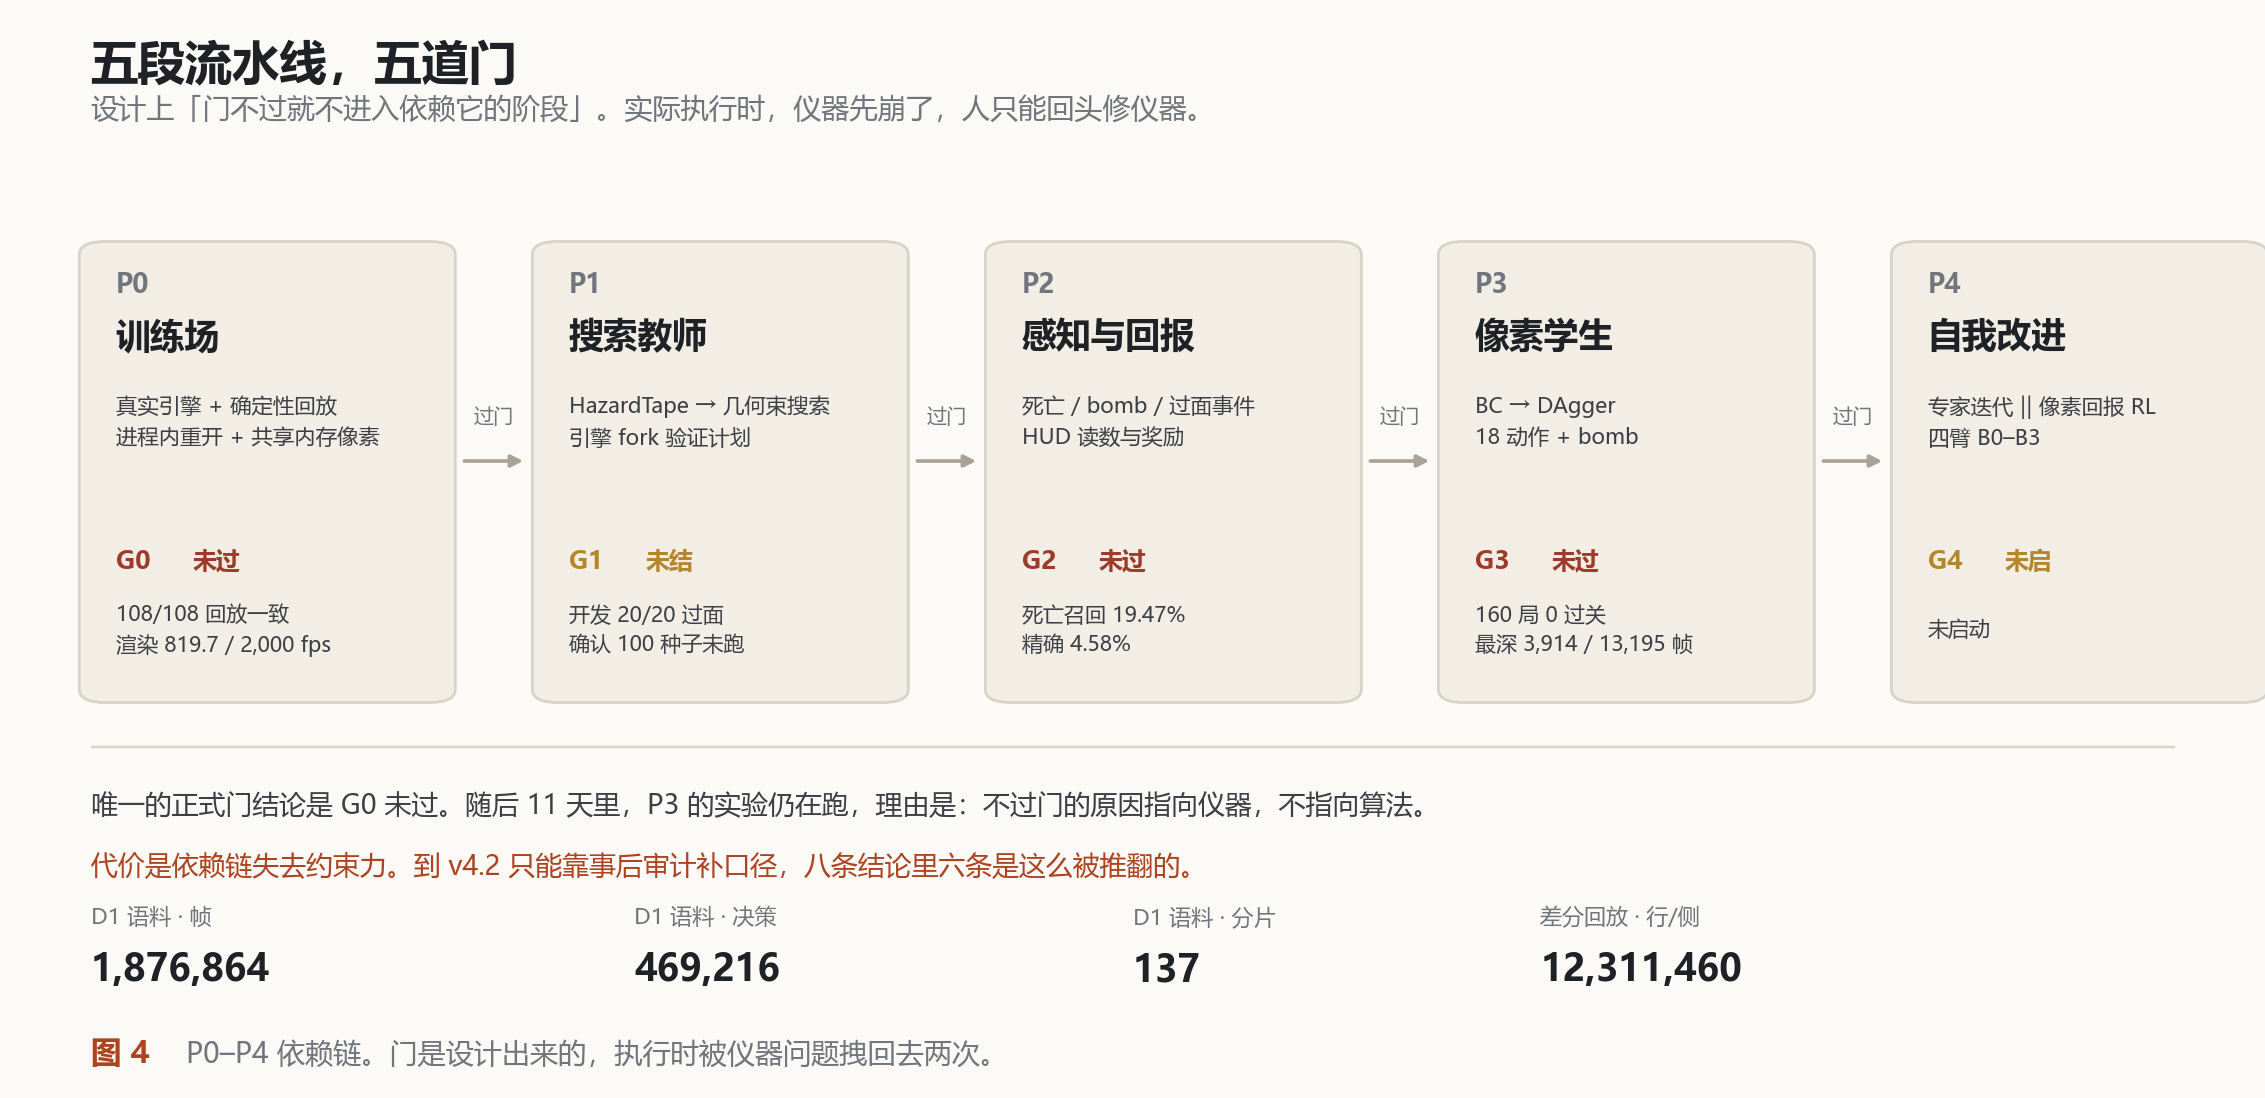 五段流水线，五道门
设计上「门不过就不进入依赖它的阶段」。实际执行时，仪器先崩了，人只能回头修仪器。
P0
训练场
真实引擎 + 确定性回放
进程内重开 + 共享内存像素
G0 未过
108/108 回放一致
渲染 819.7 / 2,000 fps
过门
P1
搜索教师
HazardTape → 几何束搜索
引擎 fork 验证计划
G1 未结
开发 20/20 过面
确认 100 种子未跑
过门
P2
感知与回报
死亡 / bomb / 过面事件
HUD 读数与奖励
G2 未过
死亡召回 19.47%
精确 4.58%
过门
P3
像素学生
BC → DAgger
18 动作 + bomb
G3 未过
160 局 0 过关
最深 3,914 / 13,195 帧
过门
P4
自我改进
专家迭代 || 像素回报 RL
四臂 B0–B3
G4 未启
未启动
唯一的正式门结论是 G0 未过。随后 11 天里，P3 的实验仍在跑，理由是：不过门的原因指向仪器，不指向算法。
代价是依赖链失去约束力。到 v4.2 只能靠事后审计补口径，八条结论里六条是这么被推翻的。
D1 语料 · 帧
1,876,864
D1 语料 · 决策
469,216
D1 语料 · 分片
137
差分回放 · 行/侧
12,311,460
图 4 P0–P4 依赖链。门是设计出来的，执行时被仪器问题拽回去两次。